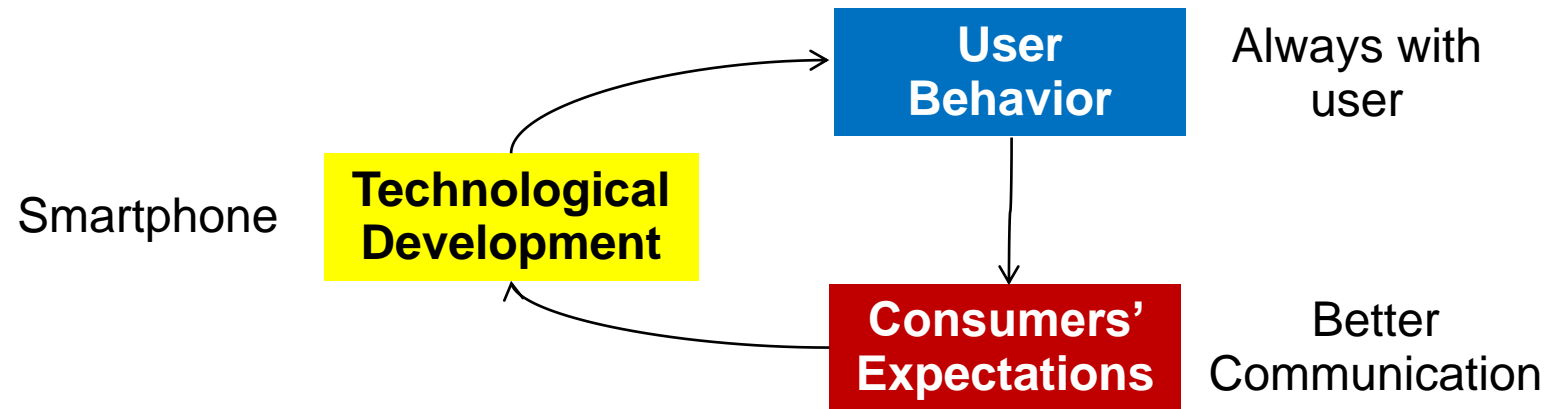 User
Behavior
Always with
user
Smartphone
Technological
Development
Consumers’
Expectations
Better
Communication